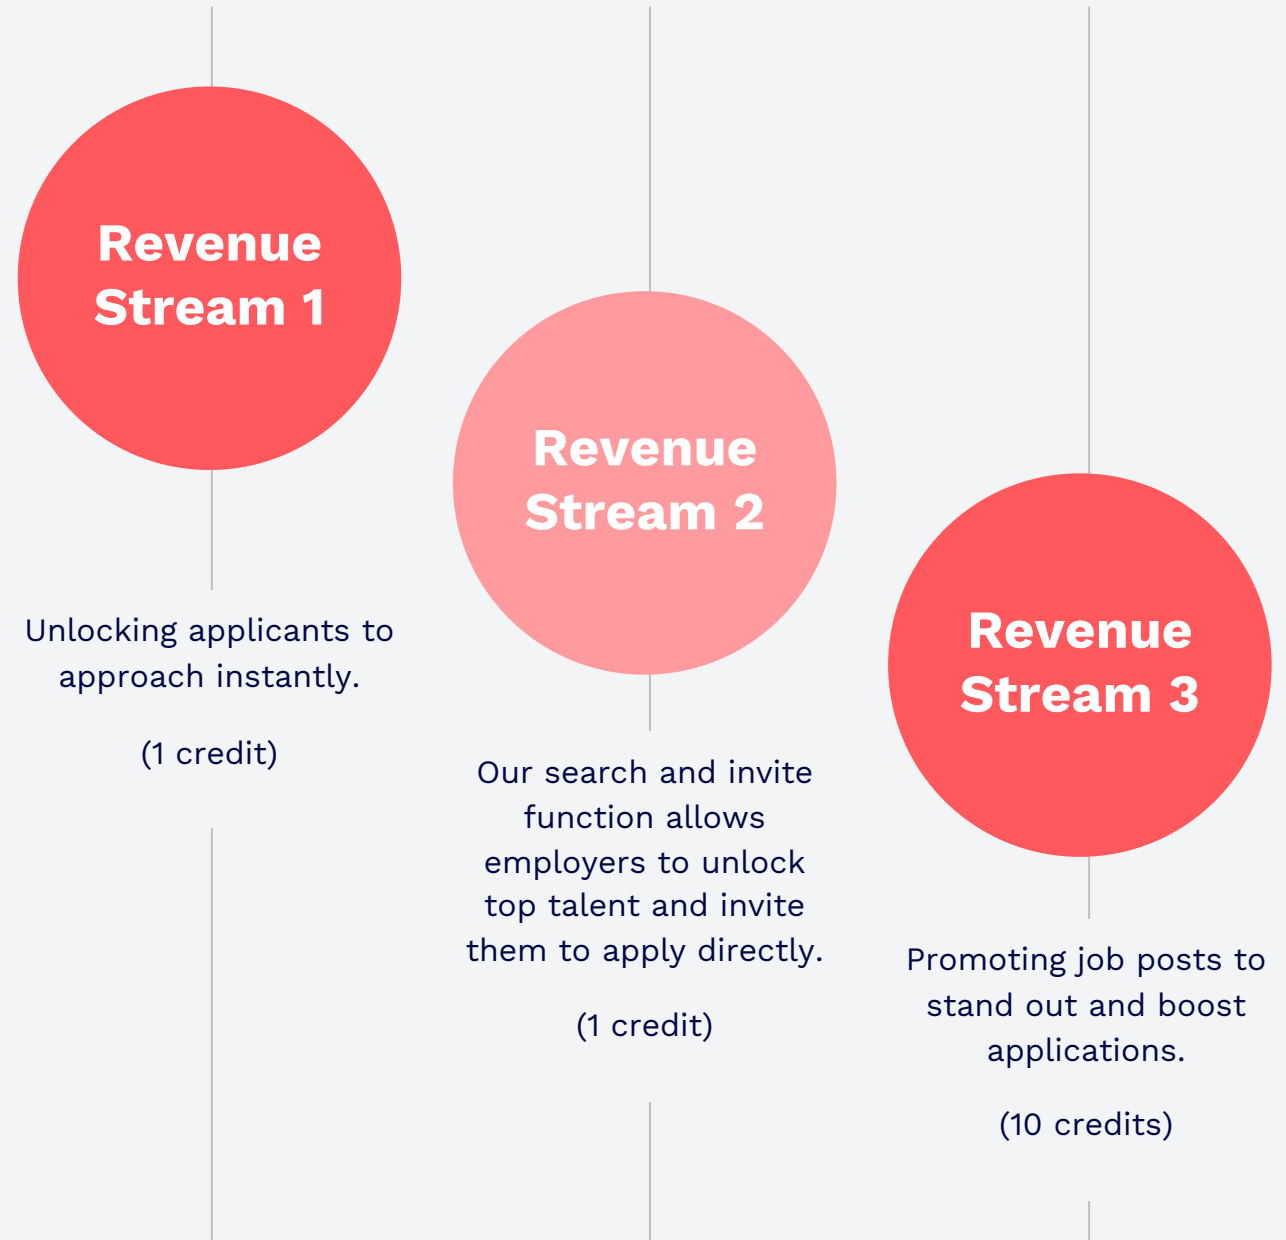 Revenue
Stream 1
Unlocking applicants to
approach instantly.
(1 credit)
Revenue
Stream 2
Our search and invite
function allows
employers to unlock
top talent and invite
them to apply directly.
(1 credit)
Revenue
Stream 3
Promoting job posts to
stand out and boost
applications.
(10 credits)